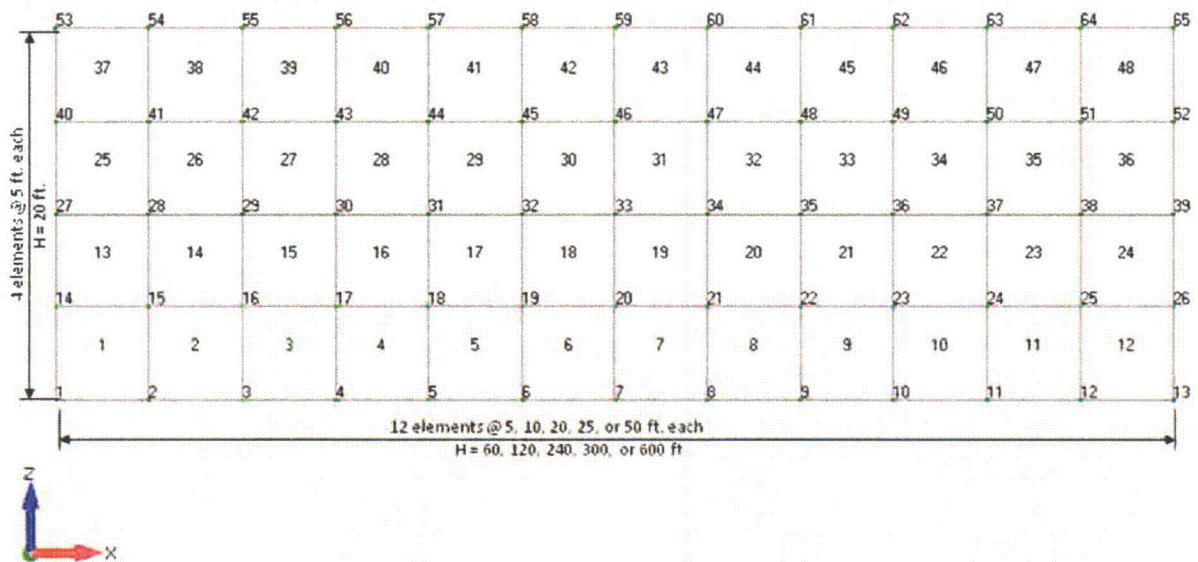 53 54 55 56 57 58 59 60 61 62 63 64 65
37 38 39 40 41 42 43 44 45 46 47 48
40 41 42 43 44 45 46 47 48 49 50 51 52
25 26 27 28 29 30 31 32 33 34 35 36
27 28 29 30 31 32 33 34 35 36 37 38 39
13 14 15 16 17 18 19 20 21 22 23 24
14 15 16 17 18 19 20 21 22 23 24 25 26
1 2 3 4 5 6 7 8 9 10 11 12
1 2 3 4 5 6 7 8 9 10 11 12 13
4 elements @ 5 ft. each
H = 20 ft.
12 elements @ 5, 10, 20, 25, or 50 ft. each
H = 60, 120, 240, 300, or 600 ft
Z
X